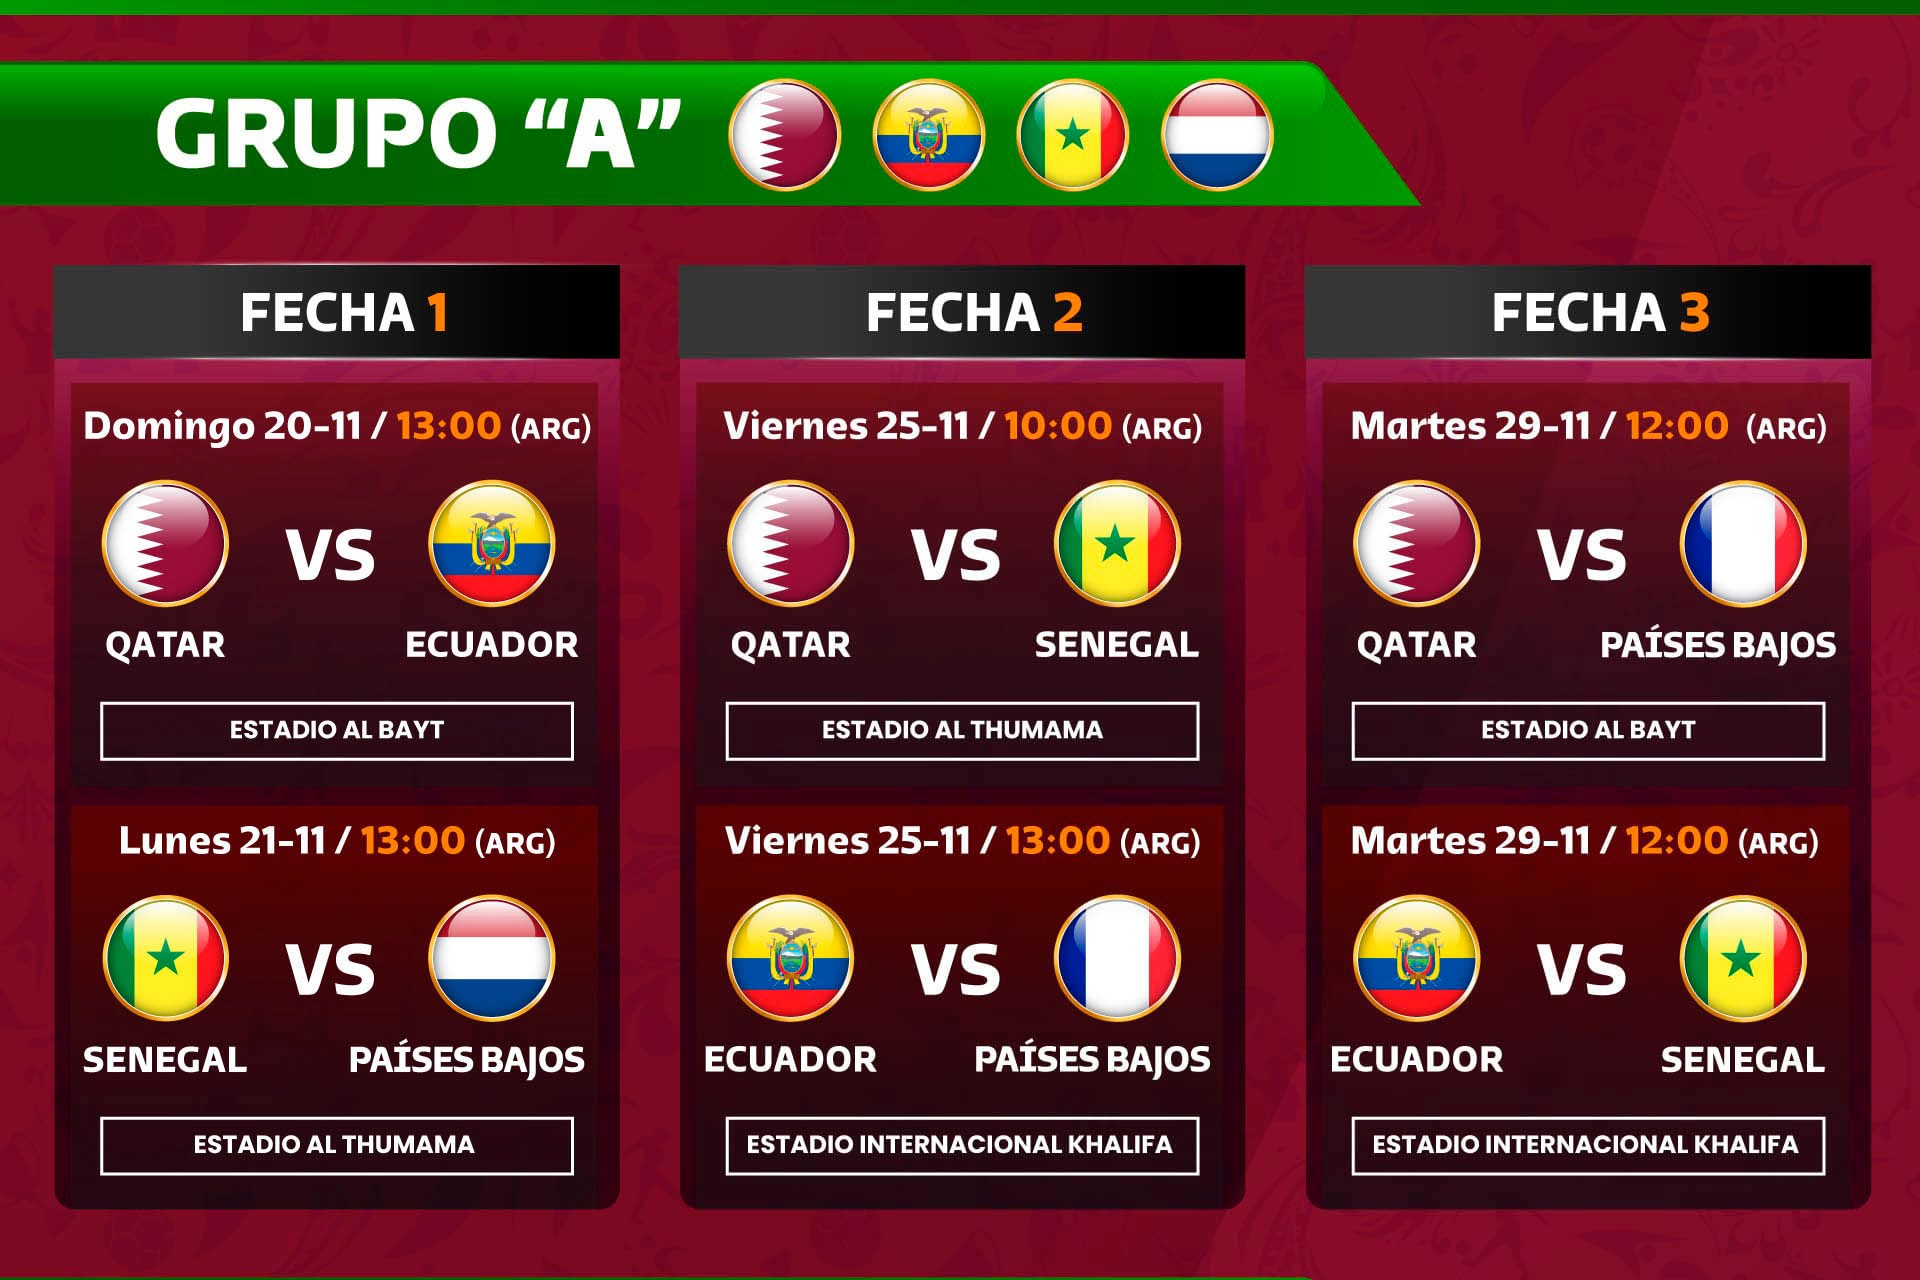 GRUPO “A”
FECHA 1
Domingo 20-11 / 13:00 (ARG)
VS
QATAR
ECUADOR
ESTADIO AL BAYT
Lunes 21-11 / 13:00 (ARG)
VS
SENEGAL
PAÍSES BAJOS
ESTADIO AL THUMAMA
FECHA 2
Viernes 25-11 / 10:00 (ARG)
VS
QATAR
SENEGAL
ESTADIO AL THUMAMA
Viernes 25-11 / 13:00 (ARG)
VS
ECUADOR
PAÍSES BAJOS
ESTADIO INTERNACIONAL KHALIFA
FECHA 3
Martes 29-11 / 12:00 (ARG)
VS
QATAR
PAÍSES BAJOS
ESTADIO AL BAYT
Martes 29-11 / 12:00 (ARG)
VS
ECUADOR
SENEGAL
ESTADIO INTERNACIONAL KHALIFA